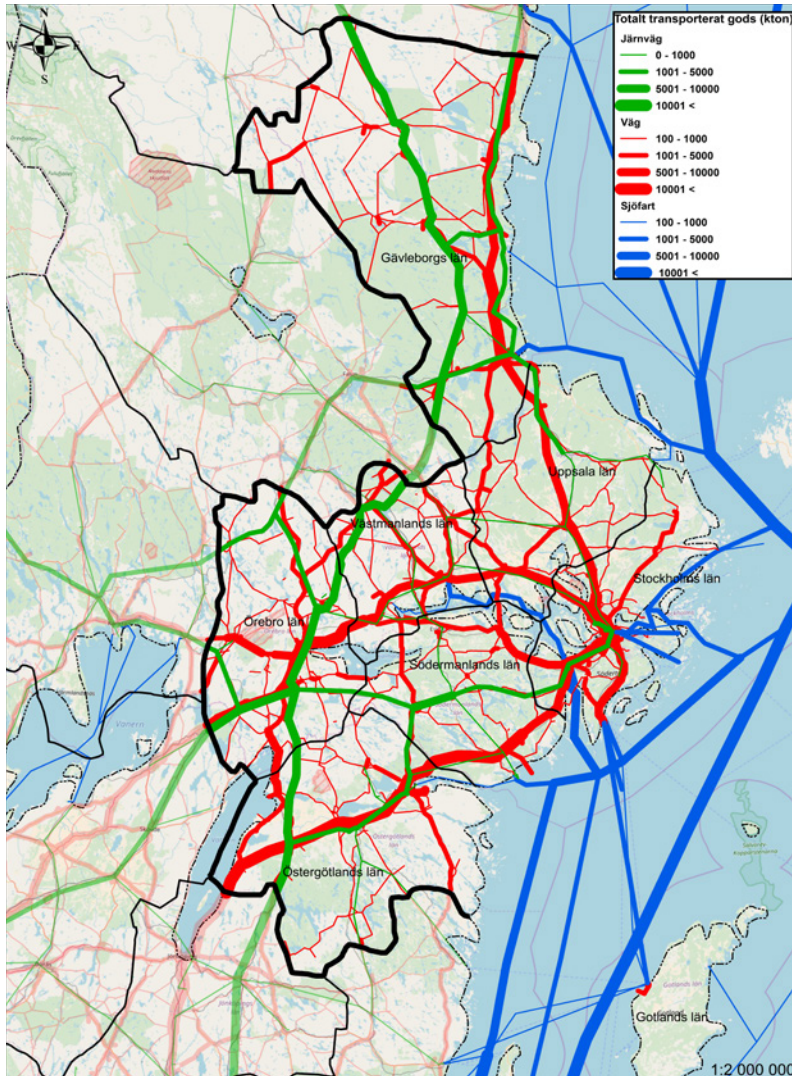 N
W
E
S
Totalt transporterat gods (kton)
Järnväg
0 - 1000
1001 - 5000
5001 - 10000
10001 <
Väg
100 - 1000
1001 - 5000
5001 - 10000
10001 <
Sjöfart
100 - 1000
1001 - 5000
5001 - 10000
10001 <
Gävleborgs län
Uppsala län
Västmanlands län
Stockholms län
Örebro län
Södermanlands län
Vänern
Östergötlands län
Gotlands län
1:2 000 000